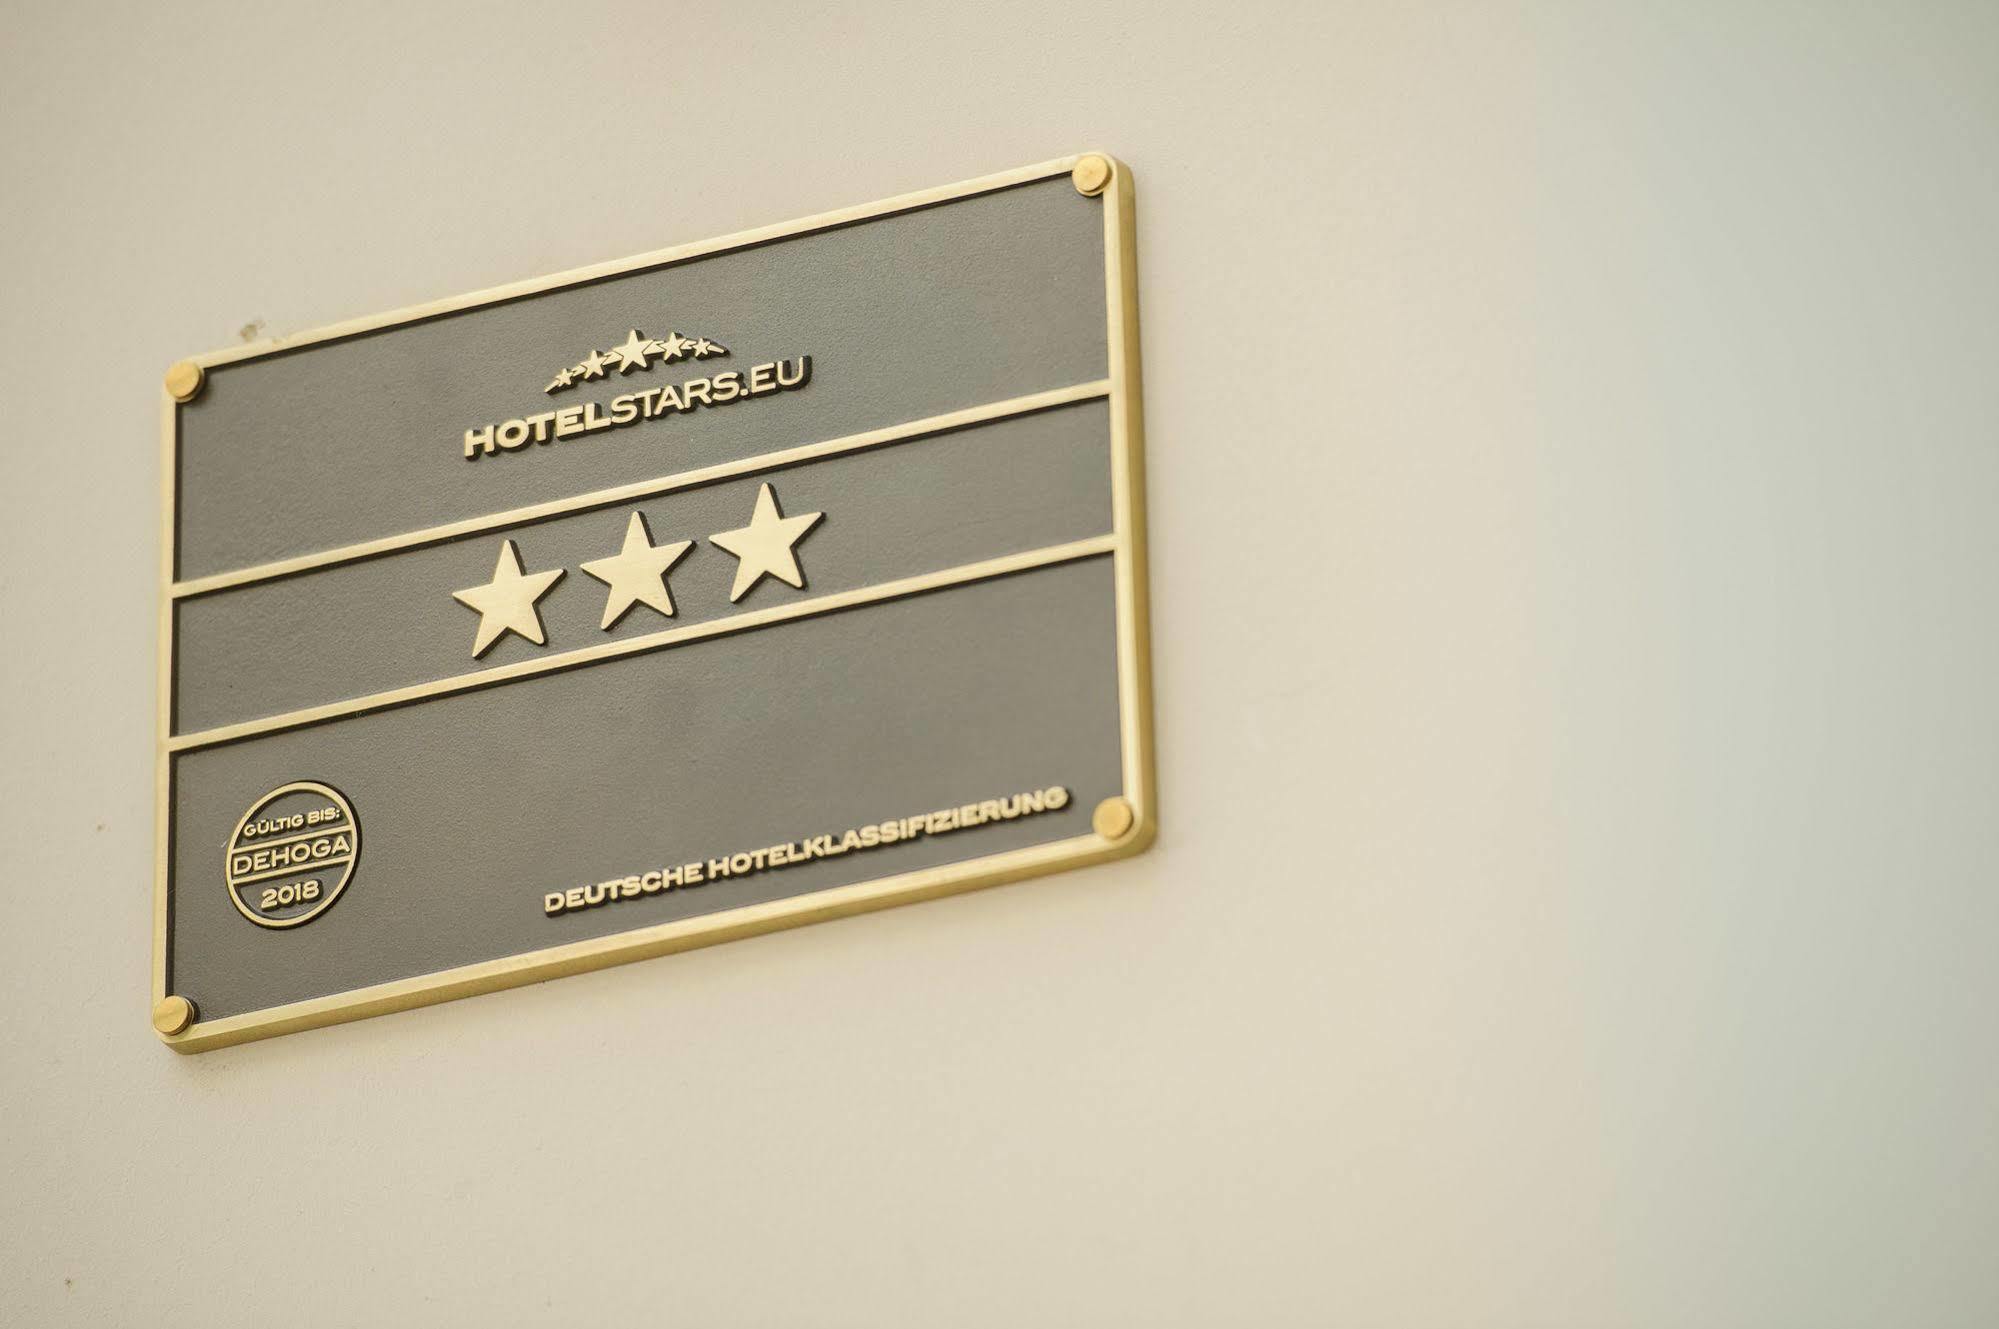 HOTELSTARS.EU
GÜLTIG BIS:
DEHOGA
2018
DEUTSCHE HOTELKLASSIFIZIERUNG